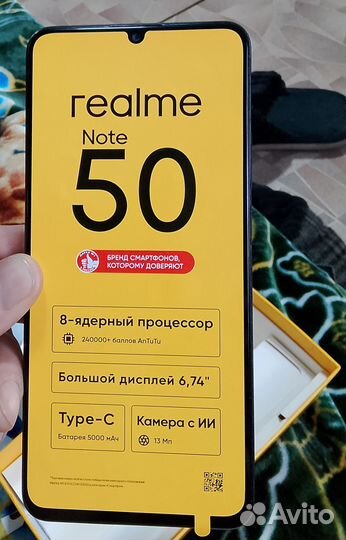 realme
Note
50
БРЕНД СМАРТФОНОВ,
КОТОРОМУ ДОВЕРЯЮТ
8-ядерный процессор
240000+ баллов AnTuTu
Большой дисплей 6,74"
Type-C
Батарея 5000 мАч
Камера с ИИ
13 Мп
Avito